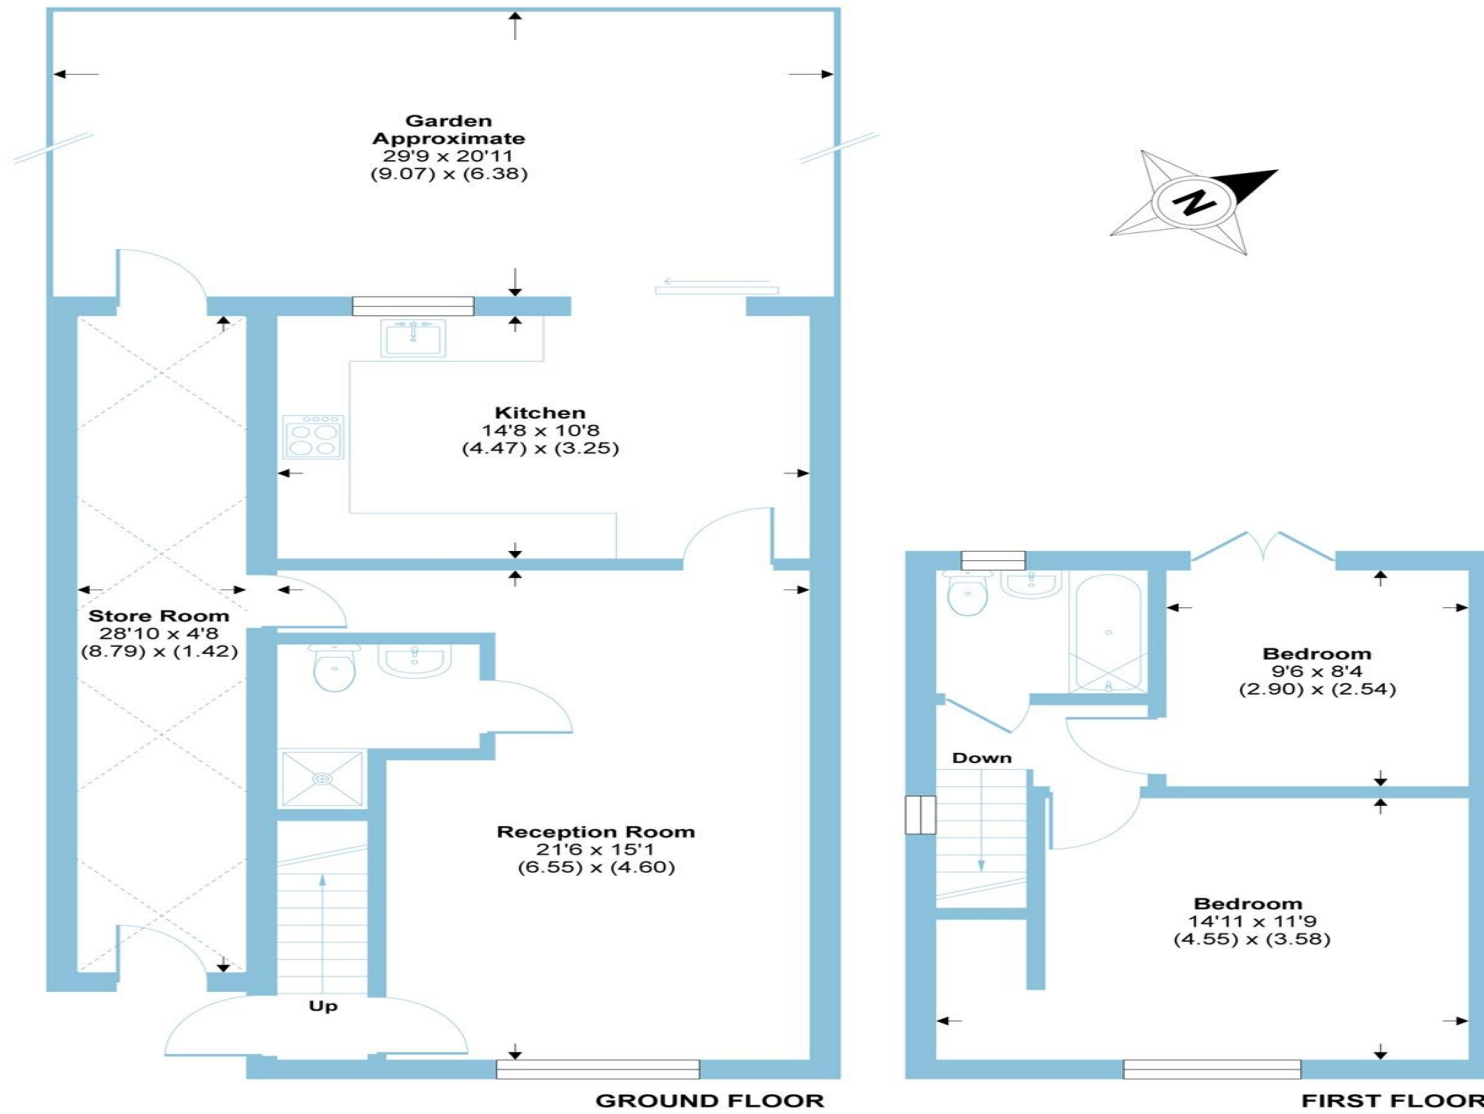 Garden
Approximate
29'9 x 20'11
(9.07) x (6.38)
N
Kitchen
14'8 x 10'8
(4.47) x (3.25)
Store Room
28'10 x 4'8
(8.79) x (1.42)
Reception Room
21'6 x 15'1
(6.55) x (4.60)
Up
GROUND FLOOR
Bedroom
9'6 x 8'4
(2.90) x (2.54)
Down
Bedroom
14'11 x 11'9
(4.55) x (3.58)
FIRST FLOOR